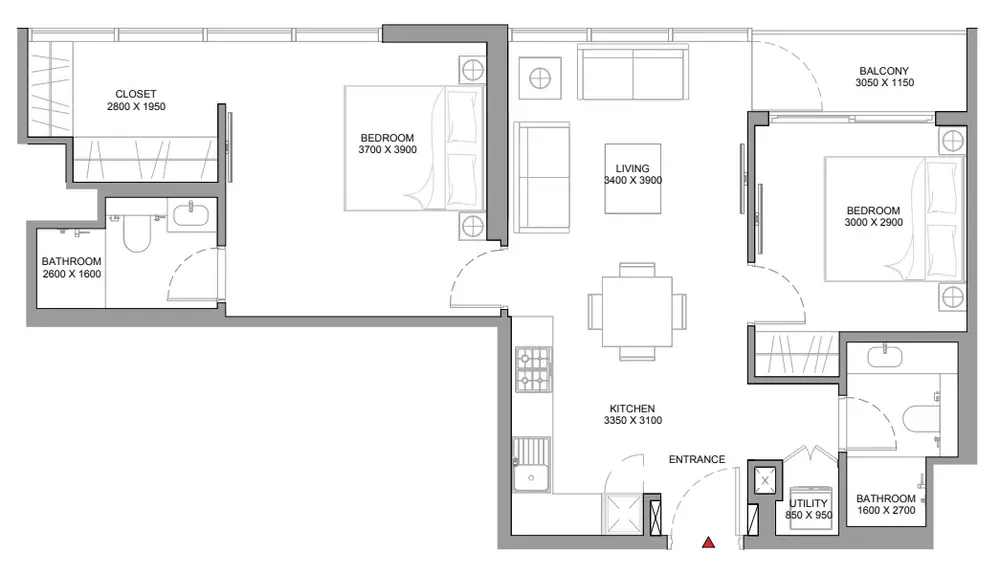 CLOSET
2800 X 1950
BEDROOM
3700 X 3900
BALCONY
3050 X 1150
LIVING
3400 X 3900
BEDROOM
3000 X 2900
BATHROOM
2600 X 1600
KITCHEN
3350 X 3100
ENTRANCE
UTILITY
850 X 950
BATHROOM
1600 X 2700